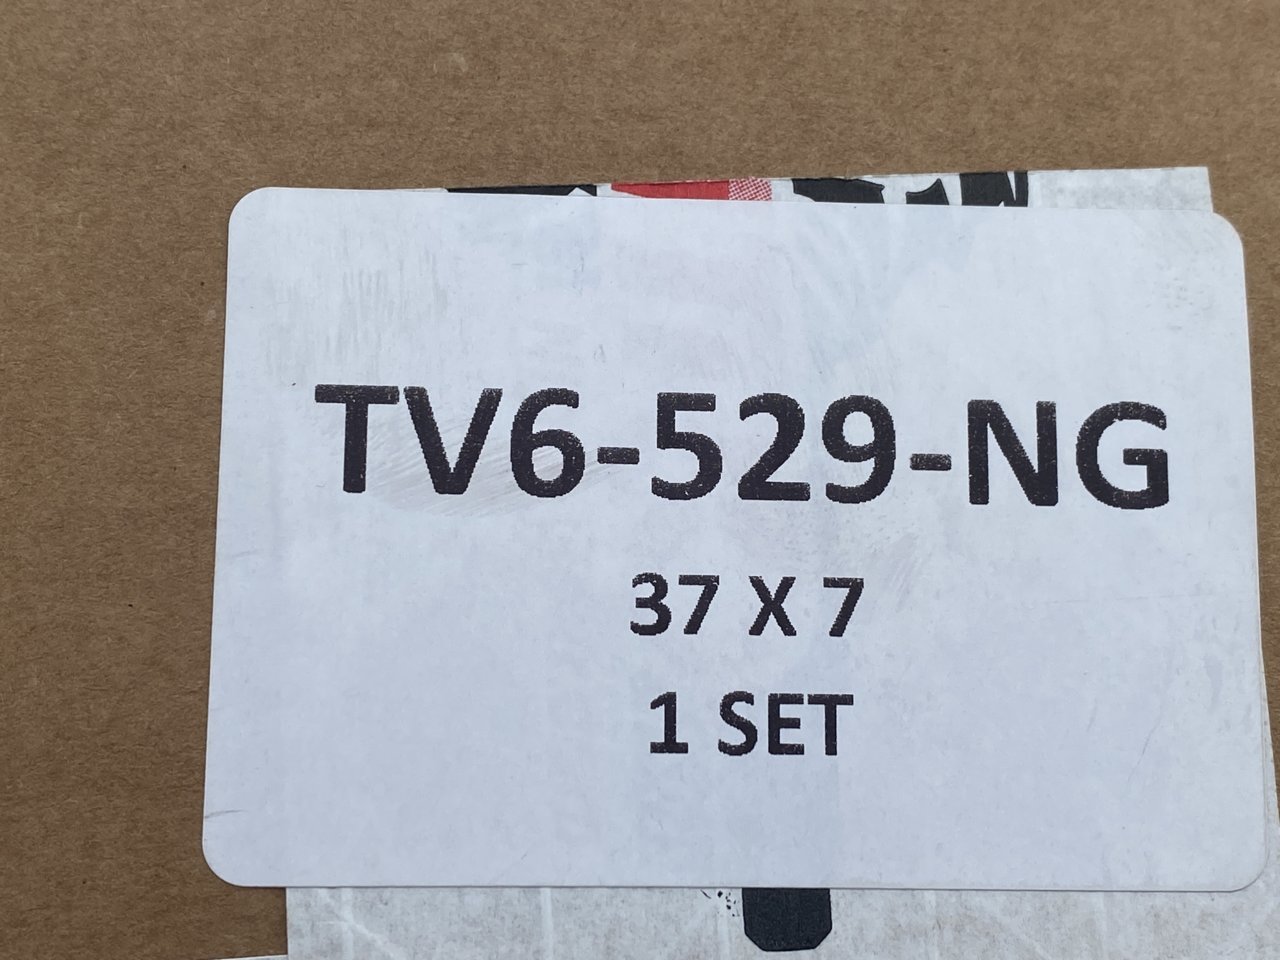 TV6-529-NG
37 X 7
1 SET